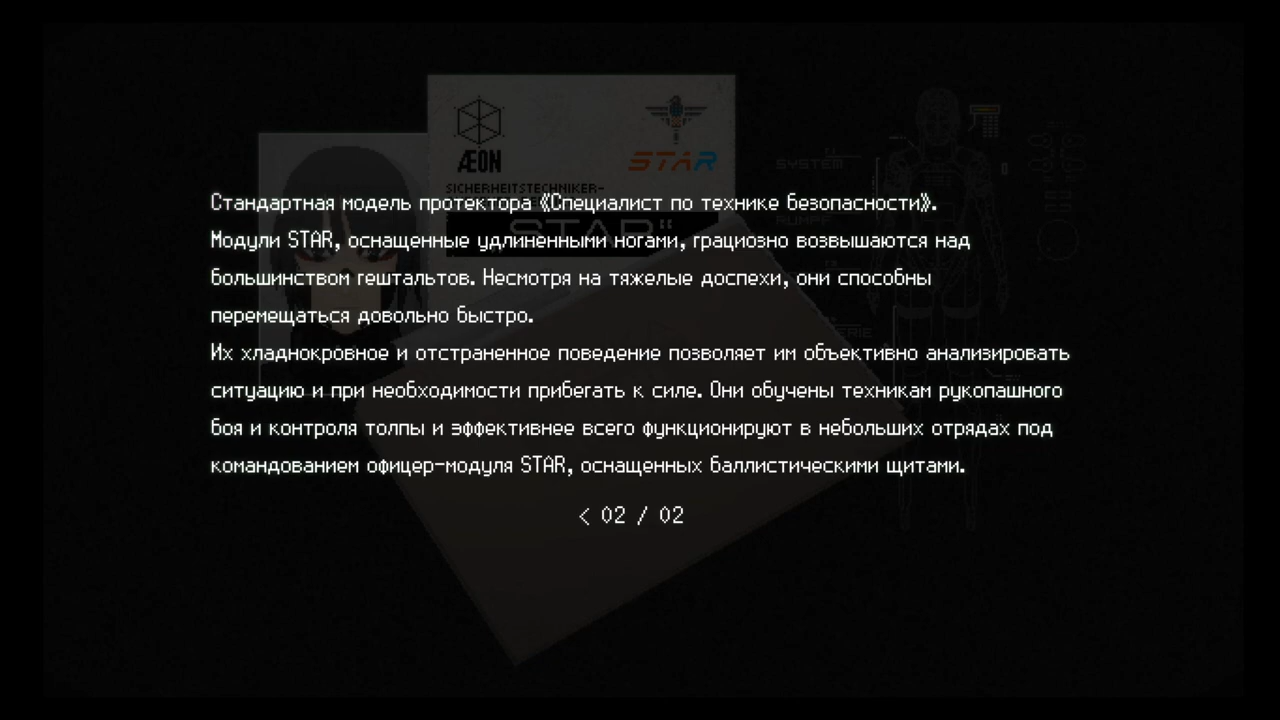 ÆON
STAR
SICHERHEITSTECHNIKER-
SYSTEM
Стандартная модель протектора 《Специалист по технике безопасности》.
RUMPF
Модули STAR, оснащенные удлиненными ногами, грациозно возвышаются над
большинством гештальтов. Несмотря на тяжелые доспехи, они способны
перемещаться довольно быстро.
Их хладнокровное и отстраненное поведение позволяет им объективно анализировать
ситуацию и при необходимости прибегать к силе. Они обучены техникам рукопашного
боя и контроля толпы и эффективнее всего функционируют в небольших отрядах под
командованием офицер-модуля STAR, оснащенных баллистическими щитами.
< 02 / 02